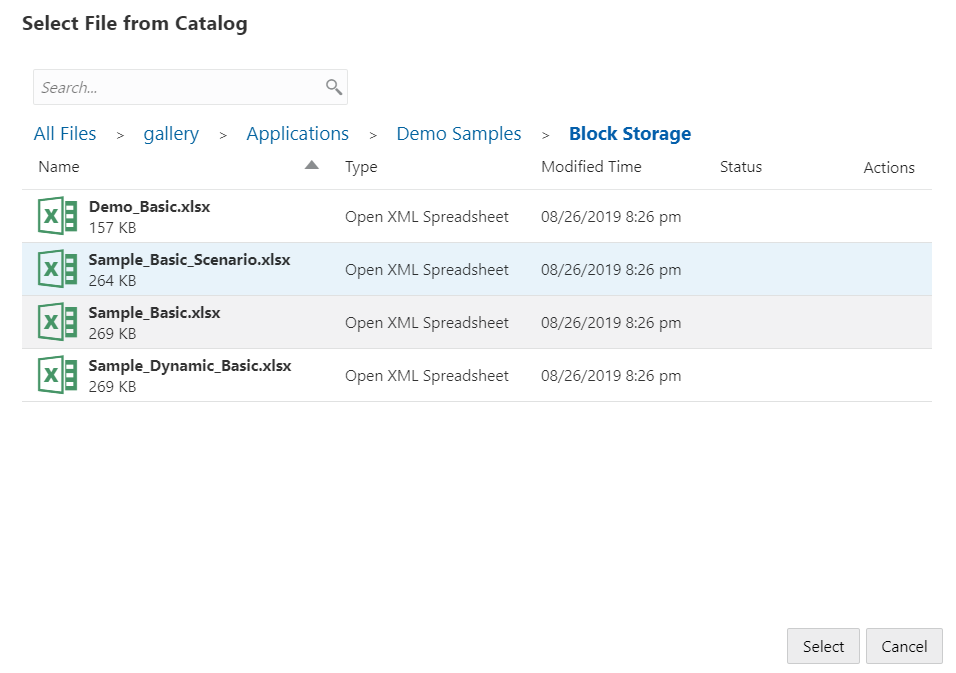 Select File from Catalog
Search...
All Files > gallery > Applications > Demo Samples > Block Storage
Name Type Modified Time Status Actions
Demo_Basic.xlsx
157 KB
Open XML Spreadsheet 08/26/2019 8:26 pm
Sample_Basic_Scenario.xlsx
264 KB
Open XML Spreadsheet 08/26/2019 8:26 pm
Sample_Basic.xlsx
269 KB
Open XML Spreadsheet 08/26/2019 8:26 pm
Sample_Dynamic_Basic.xlsx
269 KB
Open XML Spreadsheet 08/26/2019 8:26 pm
Select Cancel